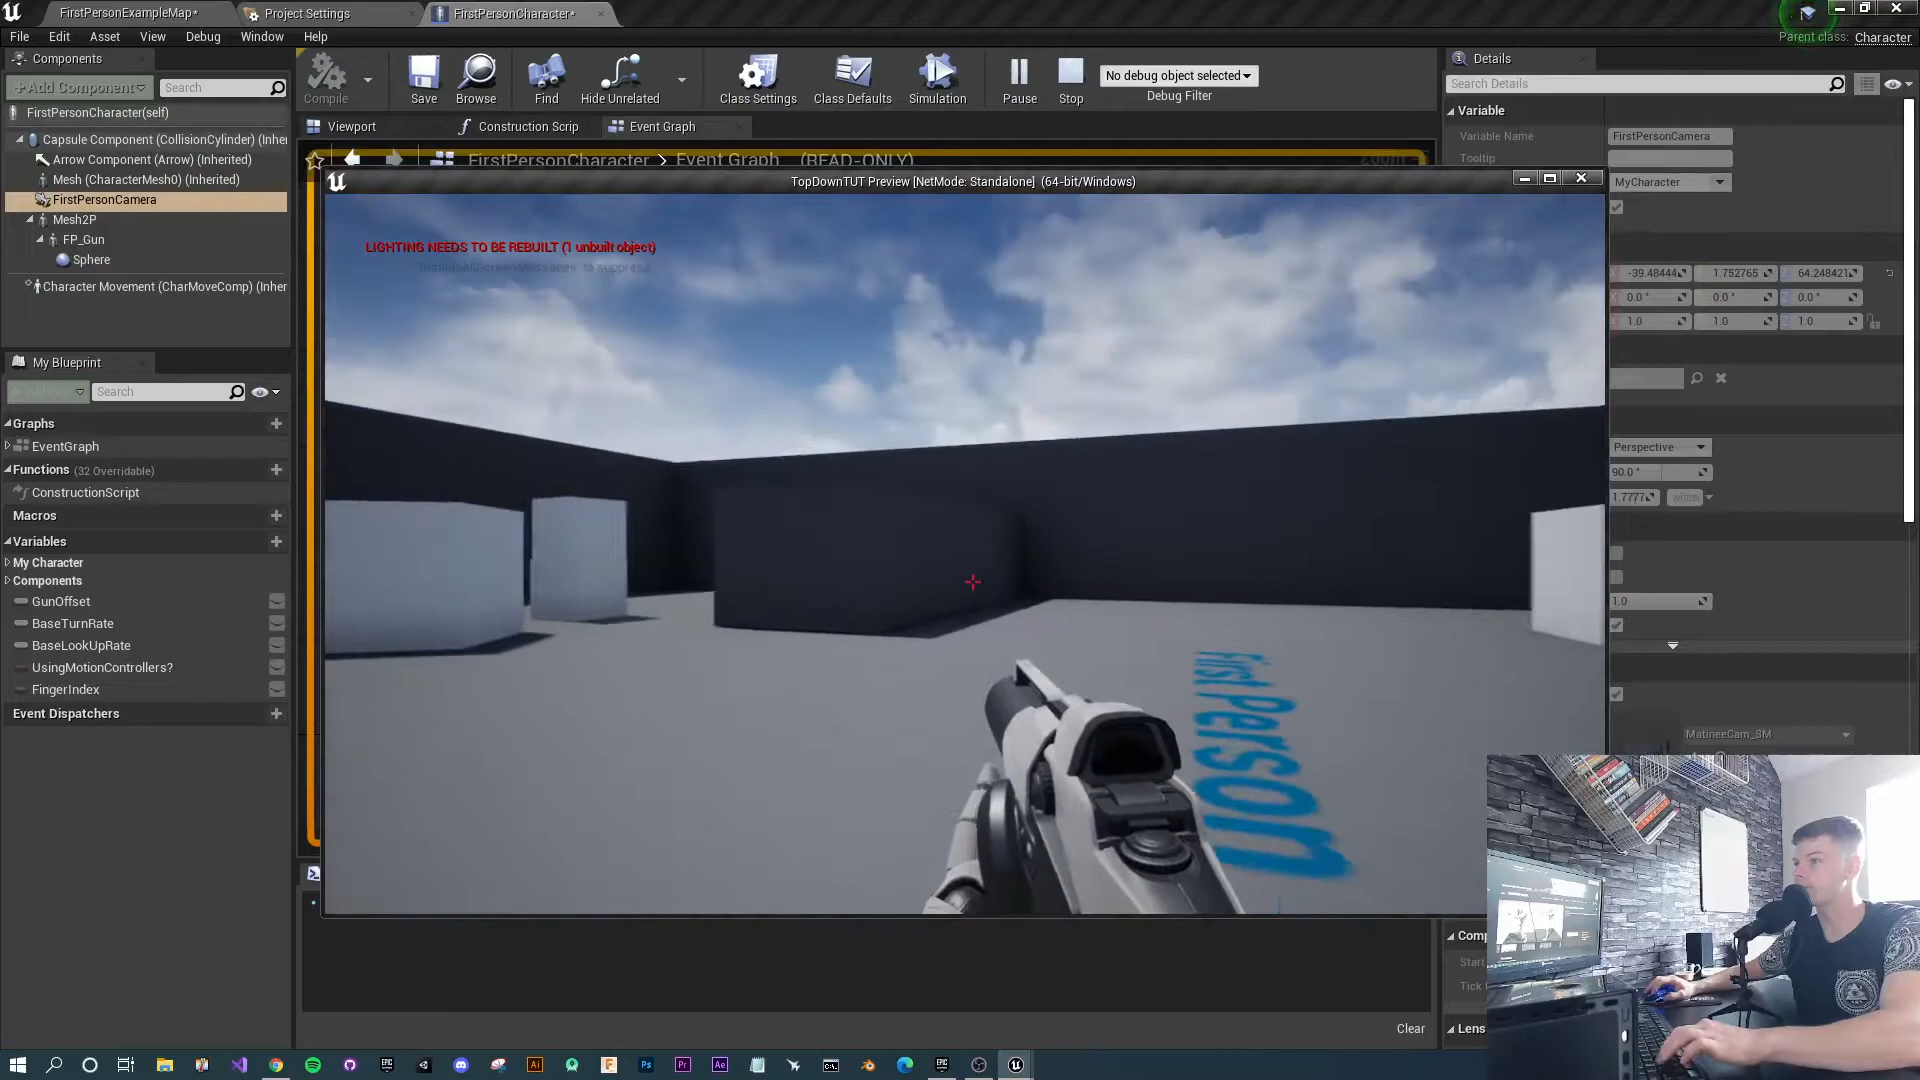 FirstPersonExampleMap*
Project Settings
FirstPersonCharacter*
File Edit Asset View Debug Window Help
Parent class: Character
Components
+Add Component
Search
FirstPersonCharacter(self)
Capsule Component (CollisionCylinder) (Inher
Arrow Component (Arrow) (Inherited)
Mesh (CharacterMesh0) (Inherited)
FirstPersonCamera
Mesh2P
FP_Gun
Sphere
Character Movement (CharMoveComp) (Inher
My Blueprint
Search
Graphs
EventGraph
Functions (32 Overridable)
ConstructionScript
Macros
Variables
My Character
Components
GunOffset
BaseTurnRate
BaseLookUpRate
UsingMotionControllers?
FingerIndex
Event Dispatchers
Compile
Save
Browse
Find
Hide Unrelated
Class Settings
Class Defaults
Simulation
Pause
Stop
No debug object selected
Debug Filter
Viewport
Construction Scrip
Event Graph
FirstPersonCharacter > Event Graph (READ-ONLY)
TopDownTUT Preview [NetMode: Standalone] (64-bit/Windows)
LIGHTING NEEDS TO BE REBUILT (1 unbuilt object)
First Person
Clear
Details
Search Details
Variable
Variable Name FirstPersonCamera
Tooltip
MyCharacter
-39.48444 1.752765 64.248421
0.0 ° 0.0 ° 0.0 °
1.0 1.0 1.0
Perspective
90.0 °
1.7777
1.0
MatineeCam_SM
Comp
Start
Tick
Lens